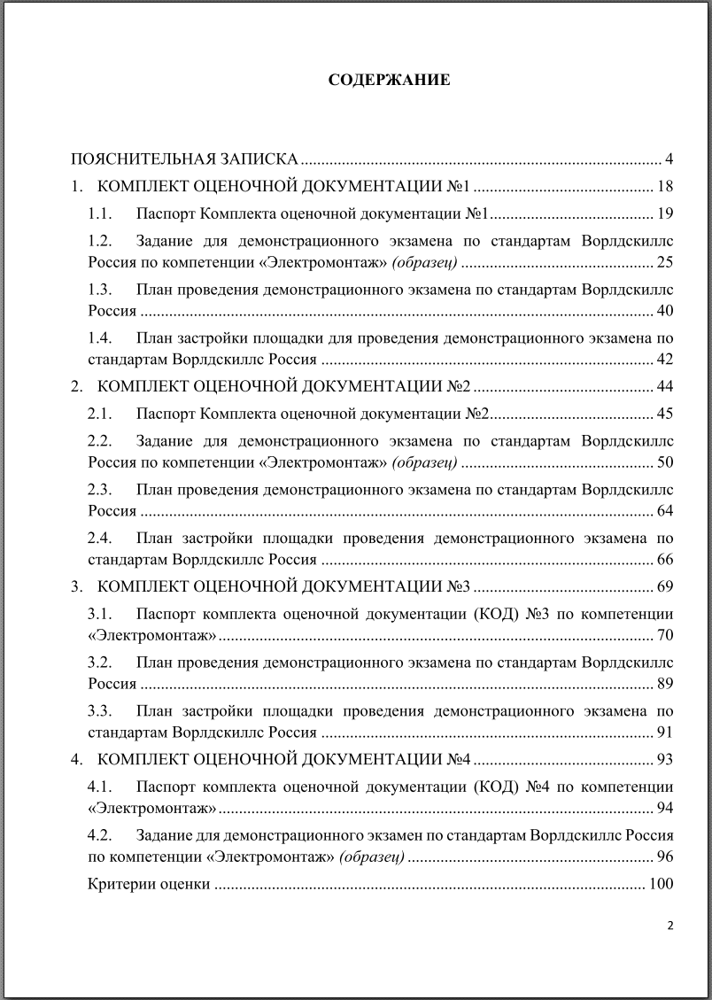 СОДЕРЖАНИЕ
ПОЯСНИТЕЛЬНАЯ ЗАПИСКА........................................................................................ 4
1. КОМПЛЕКТ ОЦЕНОЧНОЙ ДОКУМЕНТАЦИИ №1............................................ 18
1.1. Паспорт Комплекта оценочной документации №1........................................ 19
1.2. Задание для демонстрационного экзамена по стандартам Ворлдскиллс
Россия по компетенции «Электромонтаж» (образец) ............................................... 25
1.3. План проведения демонстрационного экзамена по стандартам Ворлдскиллс
Россия ............................................................................................................................. 40
1.4. План застройки площадки для проведения демонстрационного экзамена по
стандартам Ворлдскиллс Россия ................................................................................. 42
2. КОМПЛЕКТ ОЦЕНОЧНОЙ ДОКУМЕНТАЦИИ №2............................................ 44
2.1. Паспорт Комплекта оценочной документации №2........................................ 45
2.2. Задание для демонстрационного экзамена по стандартам Ворлдскиллс
Россия по компетенции «Электромонтаж» (образец) ............................................... 50
2.3. План проведения демонстрационного экзамена по стандартам Ворлдскиллс
Россия ............................................................................................................................. 64
2.4. План застройки площадки проведения демонстрационного экзамена по
стандартам Ворлдскиллс Россия ................................................................................. 66
3. КОМПЛЕКТ ОЦЕНОЧНОЙ ДОКУМЕНТАЦИИ №3............................................ 69
3.1. Паспорт комплекта оценочной документации (КОД) №3 по компетенции
«Электромонтаж».......................................................................................................... 70
3.2. План проведения демонстрационного экзамена по стандартам Ворлдскиллс
Россия ............................................................................................................................. 89
3.3. План застройки площадки проведения демонстрационного экзамена по
стандартам Ворлдскиллс Россия ................................................................................. 91
4. КОМПЛЕКТ ОЦЕНОЧНОЙ ДОКУМЕНТАЦИИ №4............................................ 93
4.1. Паспорт комплекта оценочной документации (КОД) №4 по компетенции
«Электромонтаж».......................................................................................................... 94
4.2. Задание для демонстрационного экзамен по стандартам Ворлдскиллс Россия
по компетенции «Электромонтаж» (образец) ............................................................ 96
Критерии оценки ......................................................................................................... 100
2